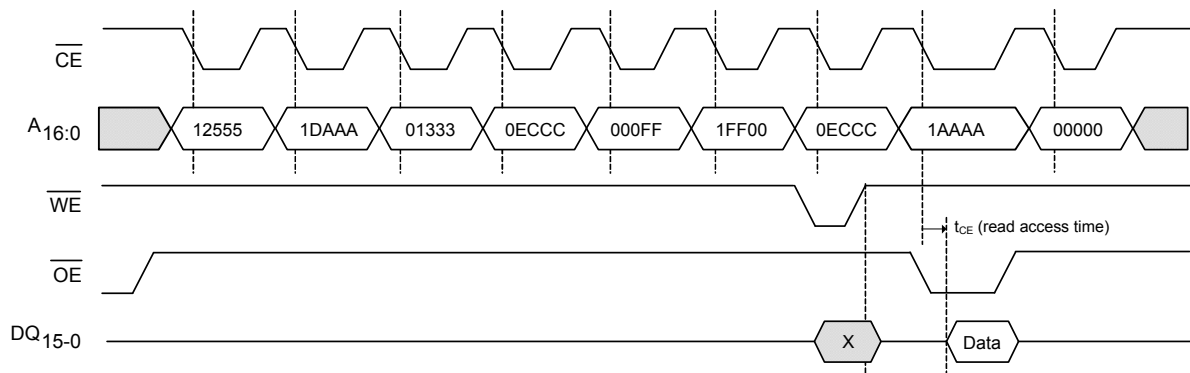 CE
A16:0 12555 1DAAA 01333 0ECCC 000FF 1FF00 0ECCC 1AAAA 00000
WE
tCE (read access time)
OE
DQ15-0 X Data